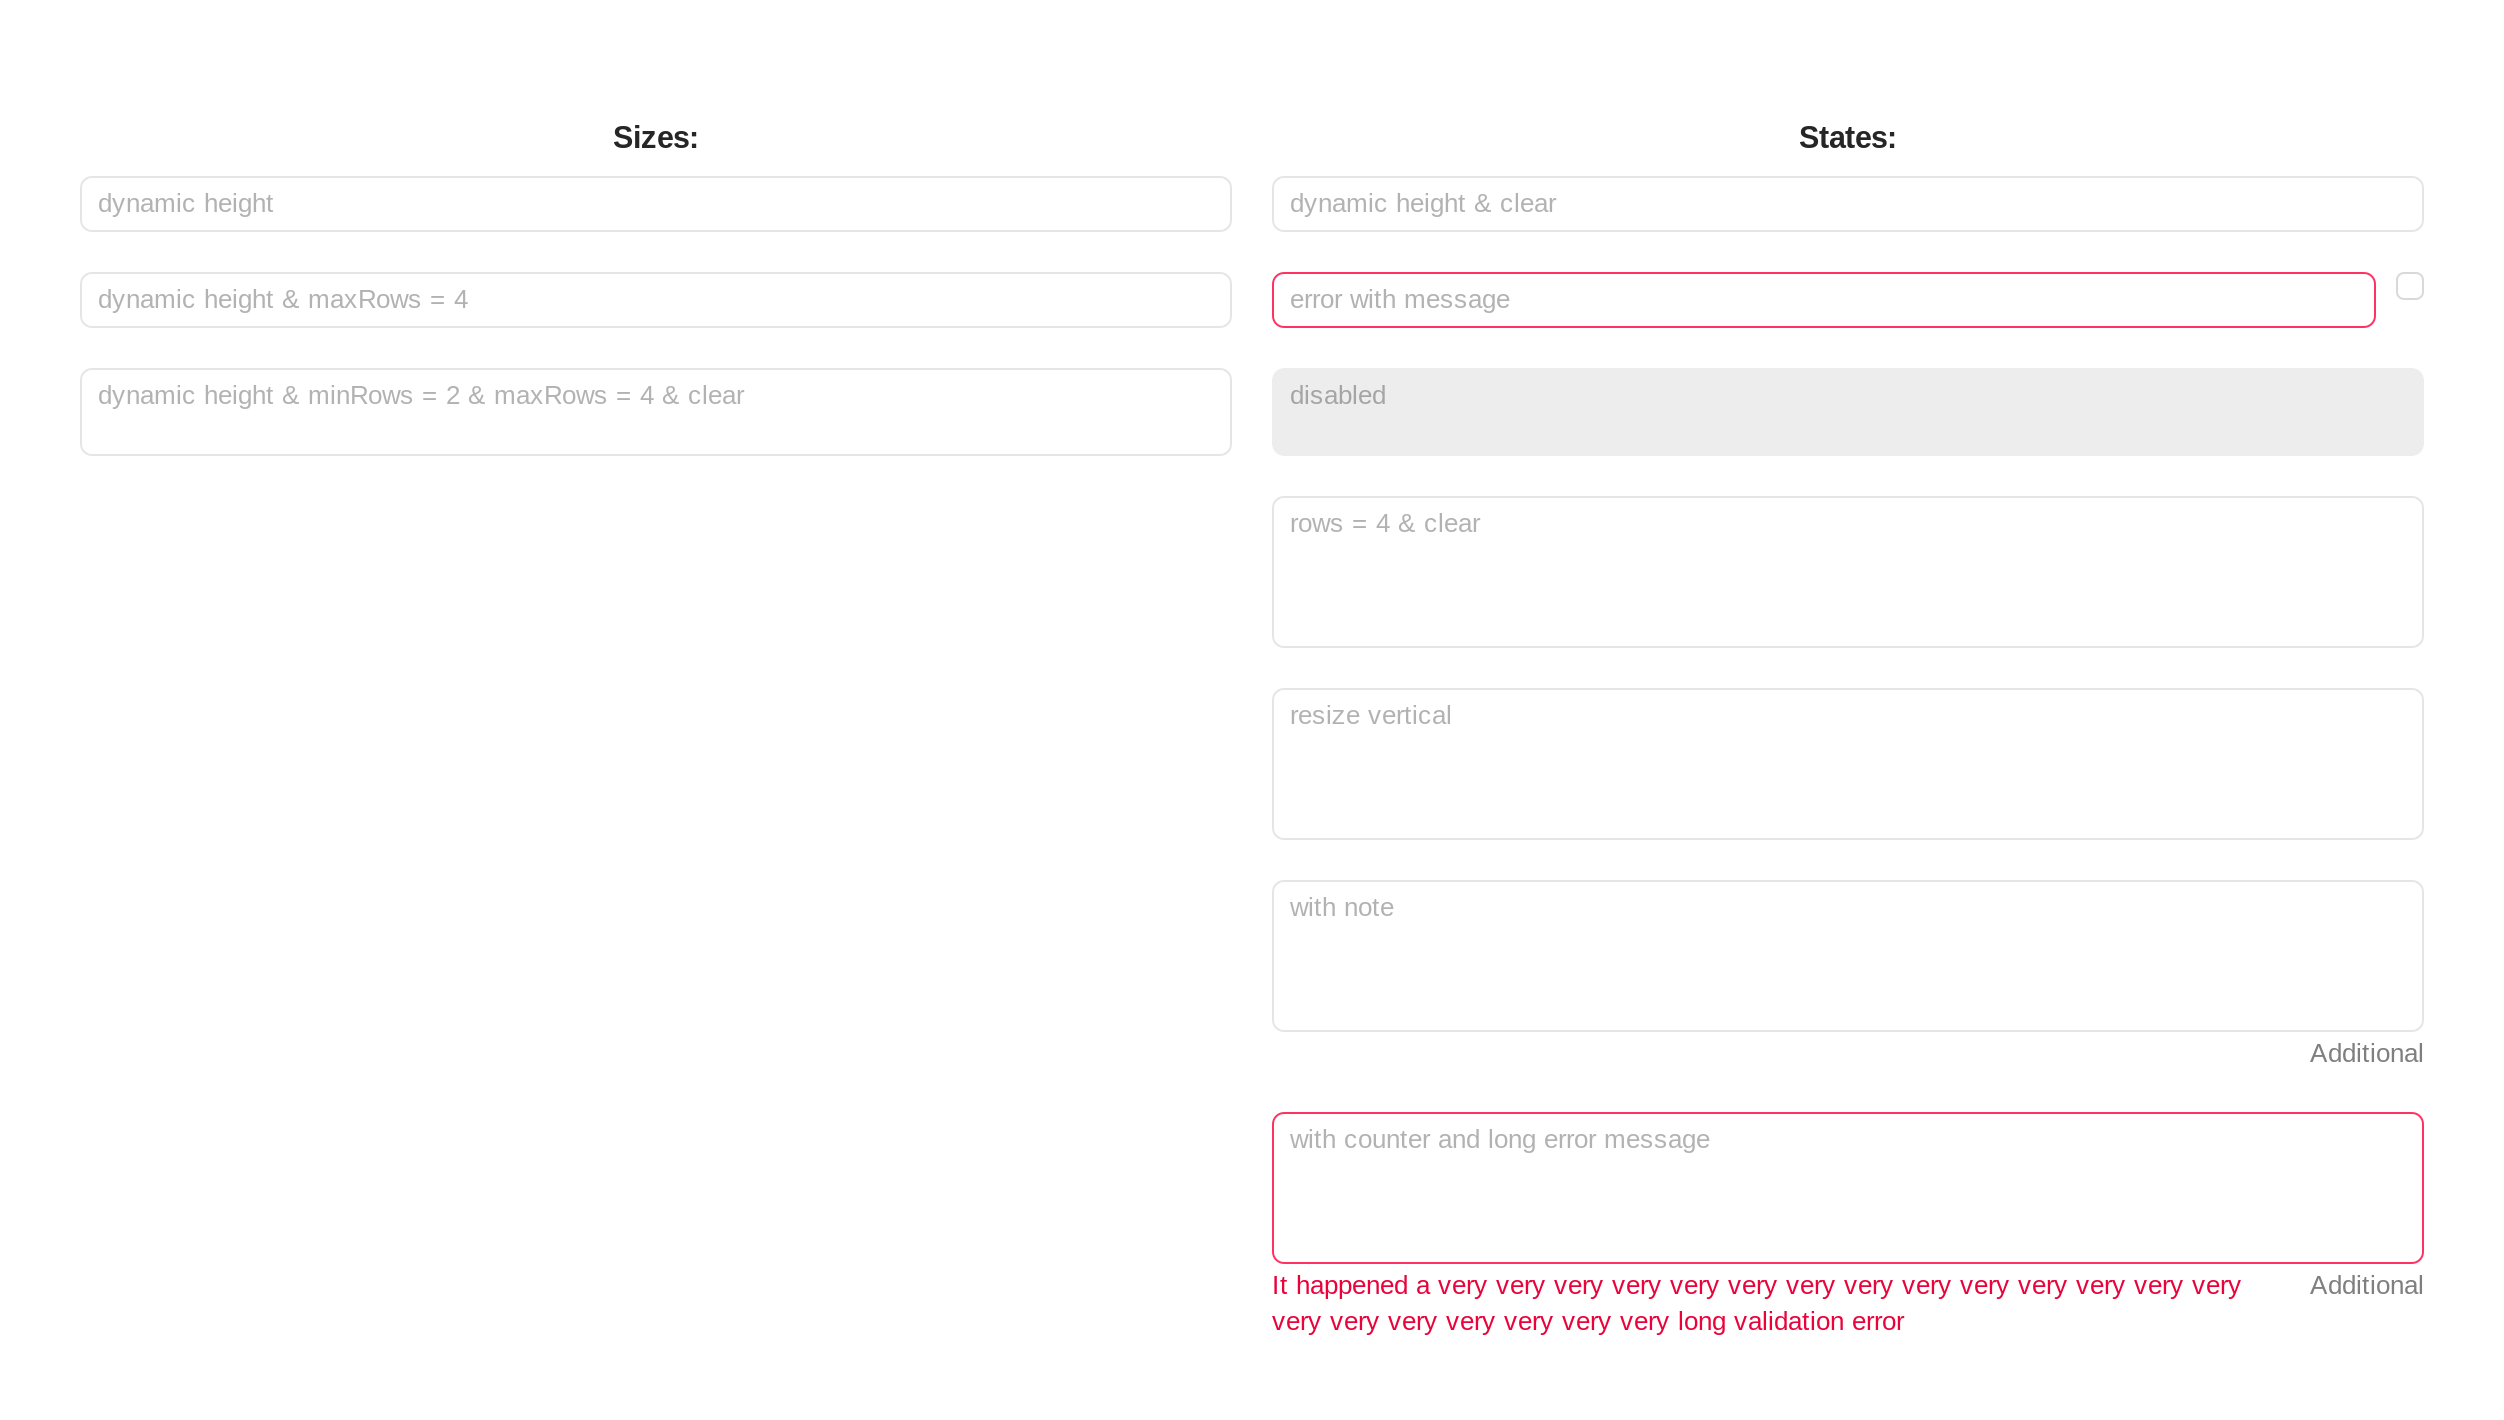 Sizes:
dynamic height
dynamic height & maxRows = 4
dynamic height & minRows = 2 & maxRows = 4 & clear
States:
dynamic height & clear
error with message
disabled
rows = 4 & clear
resize vertical
with note
Additional
with counter and long error message
It happened a very very very very very very very very very very very very very very
very very very very very very very long validation error
Additional